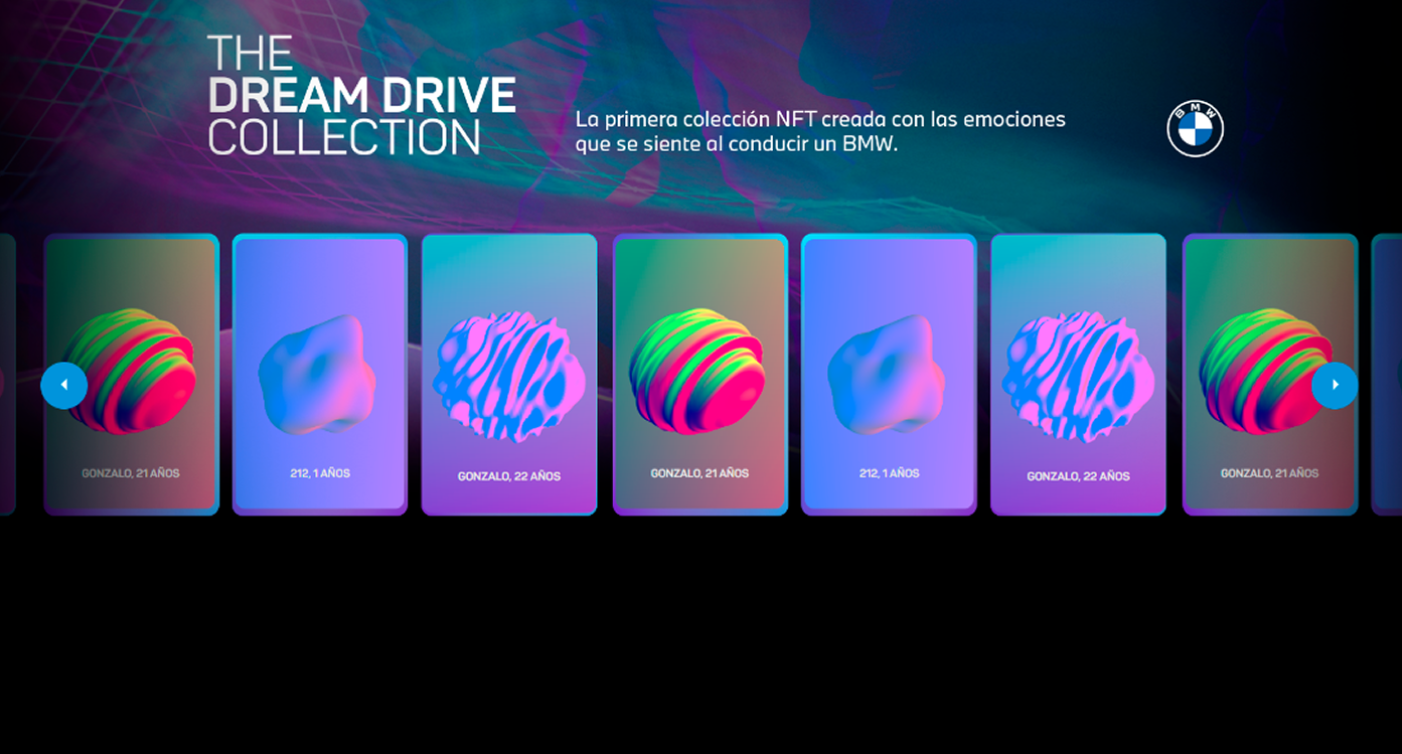 THE
DREAM DRIVE
COLLECTION
La primera colección NFT creada con las emociones
que se siente al conducir un BMW.
BMW
GONZALO, 21 AÑOS
212, 1 AÑOS
GONZALO, 22 AÑOS
GONZALO, 21 AÑOS
212, 1 AÑOS
GONZALO, 22 AÑOS
GONZALO, 21 AÑOS